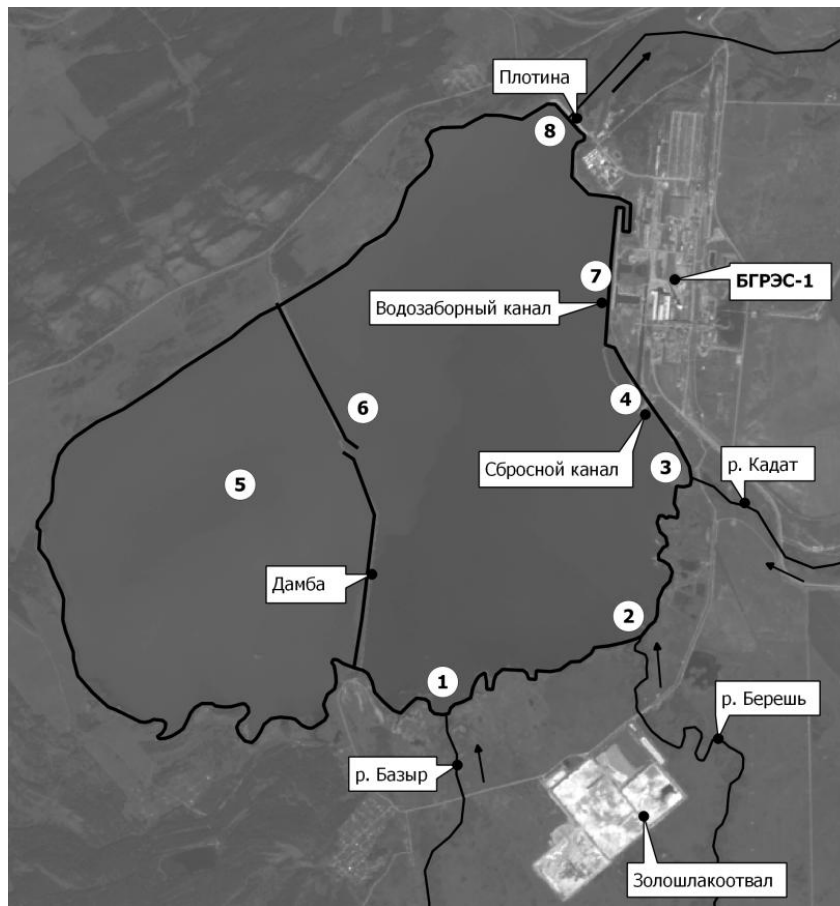 Плотина
8
БГРЭС-1
7
Водозаборный канал
6
4
Сбросной канал
3
р. Кадат
5
Дамба
2
1
р. Берешь
р. Базыр
Золошлакоотвал